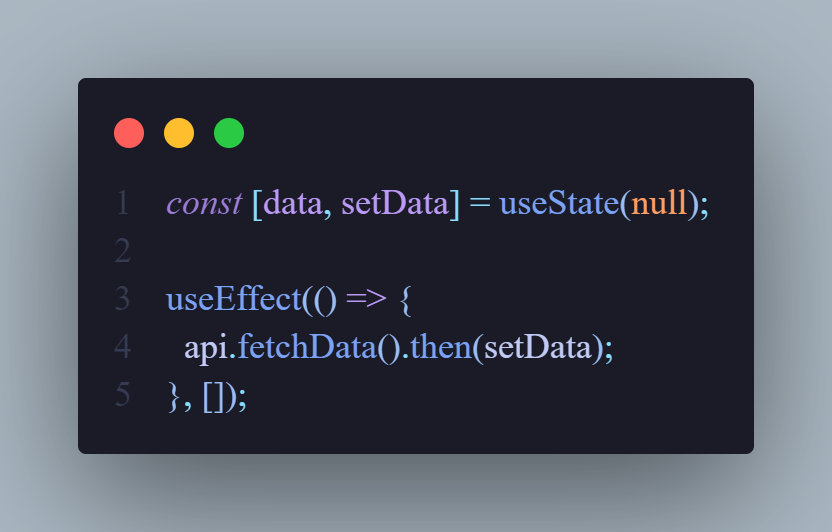 1 const [data, setData] = useState(null);
2
3 useEffect(() => {
4   api.fetchData().then(setData);
5 }, []);